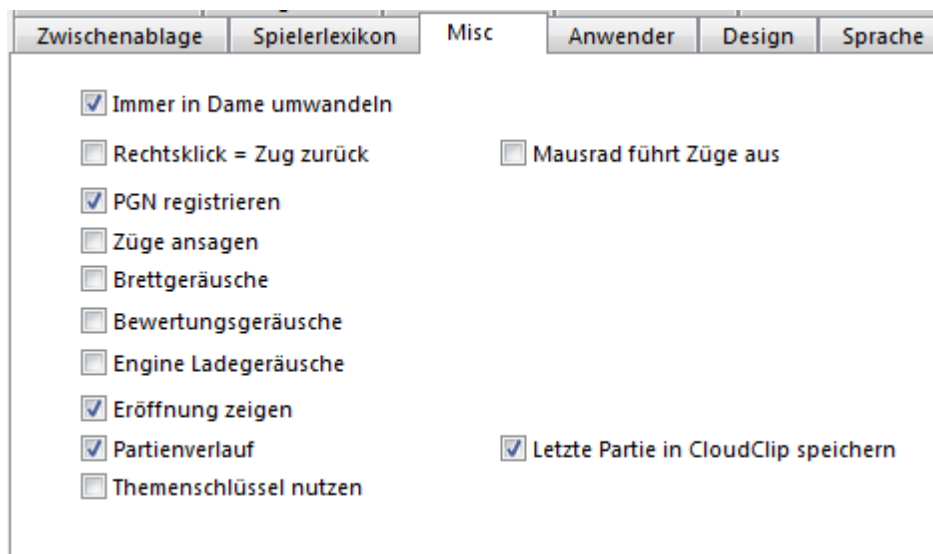 Zwischenablage Spielerlexikon Misc Anwender Design Sprache
Immer in Dame umwandeln
Rechtsklick = Zug zurück Mausrad führt Züge aus
PGN registrieren
Züge ansagen
Brettgeräusche
Bewertungsgeräusche
Engine Ladegeräusche
Eröffnung zeigen
Partienverlauf Letzte Partie in CloudClip speichern
Themenschlüssel nutzen